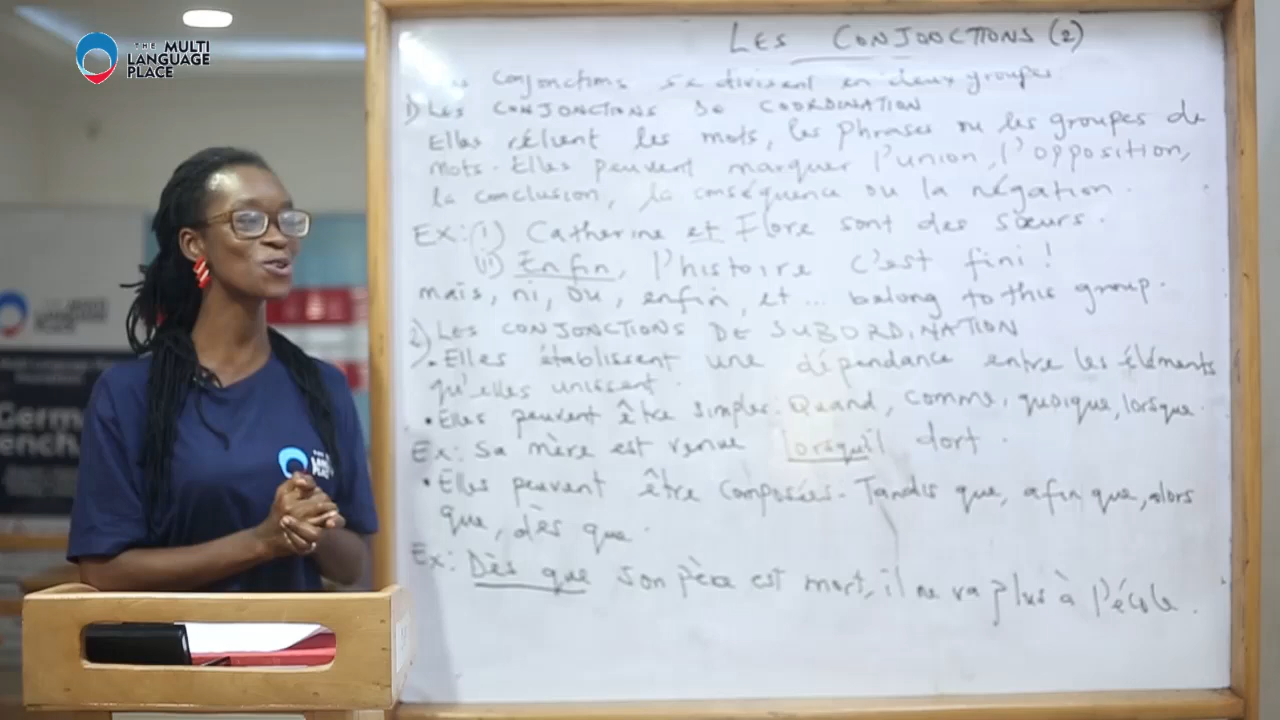 THE MULTI
LANGUAGE
PLACE
LES CONJONCTIONS (2)
conjonctions se divisent en deux groupes
1) LES CONJONCTIONS DE COORDINATION
Elles relient les mots, les phrases ou les groupes de
mots. Elles peuvent marquer l'union, l'opposition,
la conclusion, la conséquence ou la négation.
Ex: (i) Catherine et Flore sont des sœurs.
(ii) Enfin, l'histoire c'est fini!
mais, ni, ou, enfin, et... belong to this group.
2) LES CONJONCTIONS DE SUBORDINATION
• Elles établissent une dépendance entre les éléments
qu'elles unissent.
• Elles peuvent être simples. Quand, comme, quoique, lorsque.
Ex: Sa mère est venue lorsqu'il dort.
• Elles peuvent être composées - Tandis que, afin que, alors
que, dès que.
Ex: Dès que son père est mort, il ne va plus à l'école.
Germ
ench